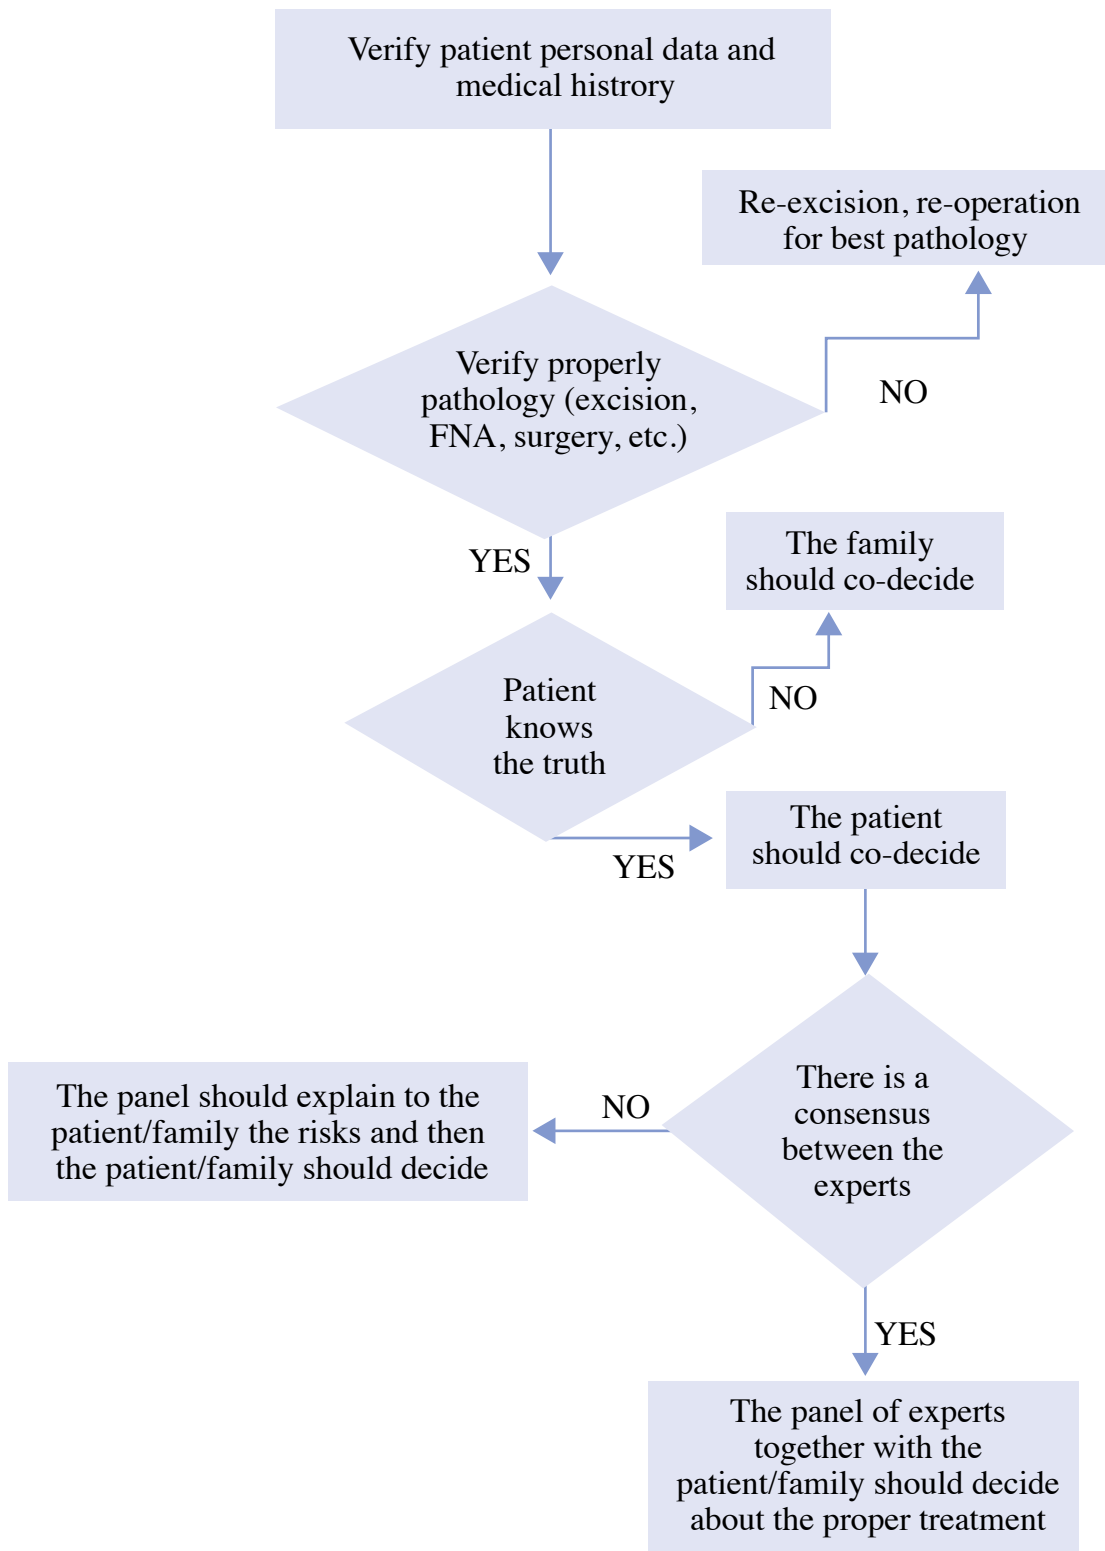 Verify patient personal data and
medical histrory
Re-excision, re-operation
for best pathology
Verify properly
pathology (excision,
FNA, surgery, etc.)
NO
YES
The family
should co-decide
Patient
knows
the truth
NO
The patient
should co-decide
YES
There is a
consensus
between the
experts
NO
The panel should explain to the
patient/family the risks and then
the patient/family should decide
YES
The panel of experts
together with the
patient/family should decide
about the proper treatment